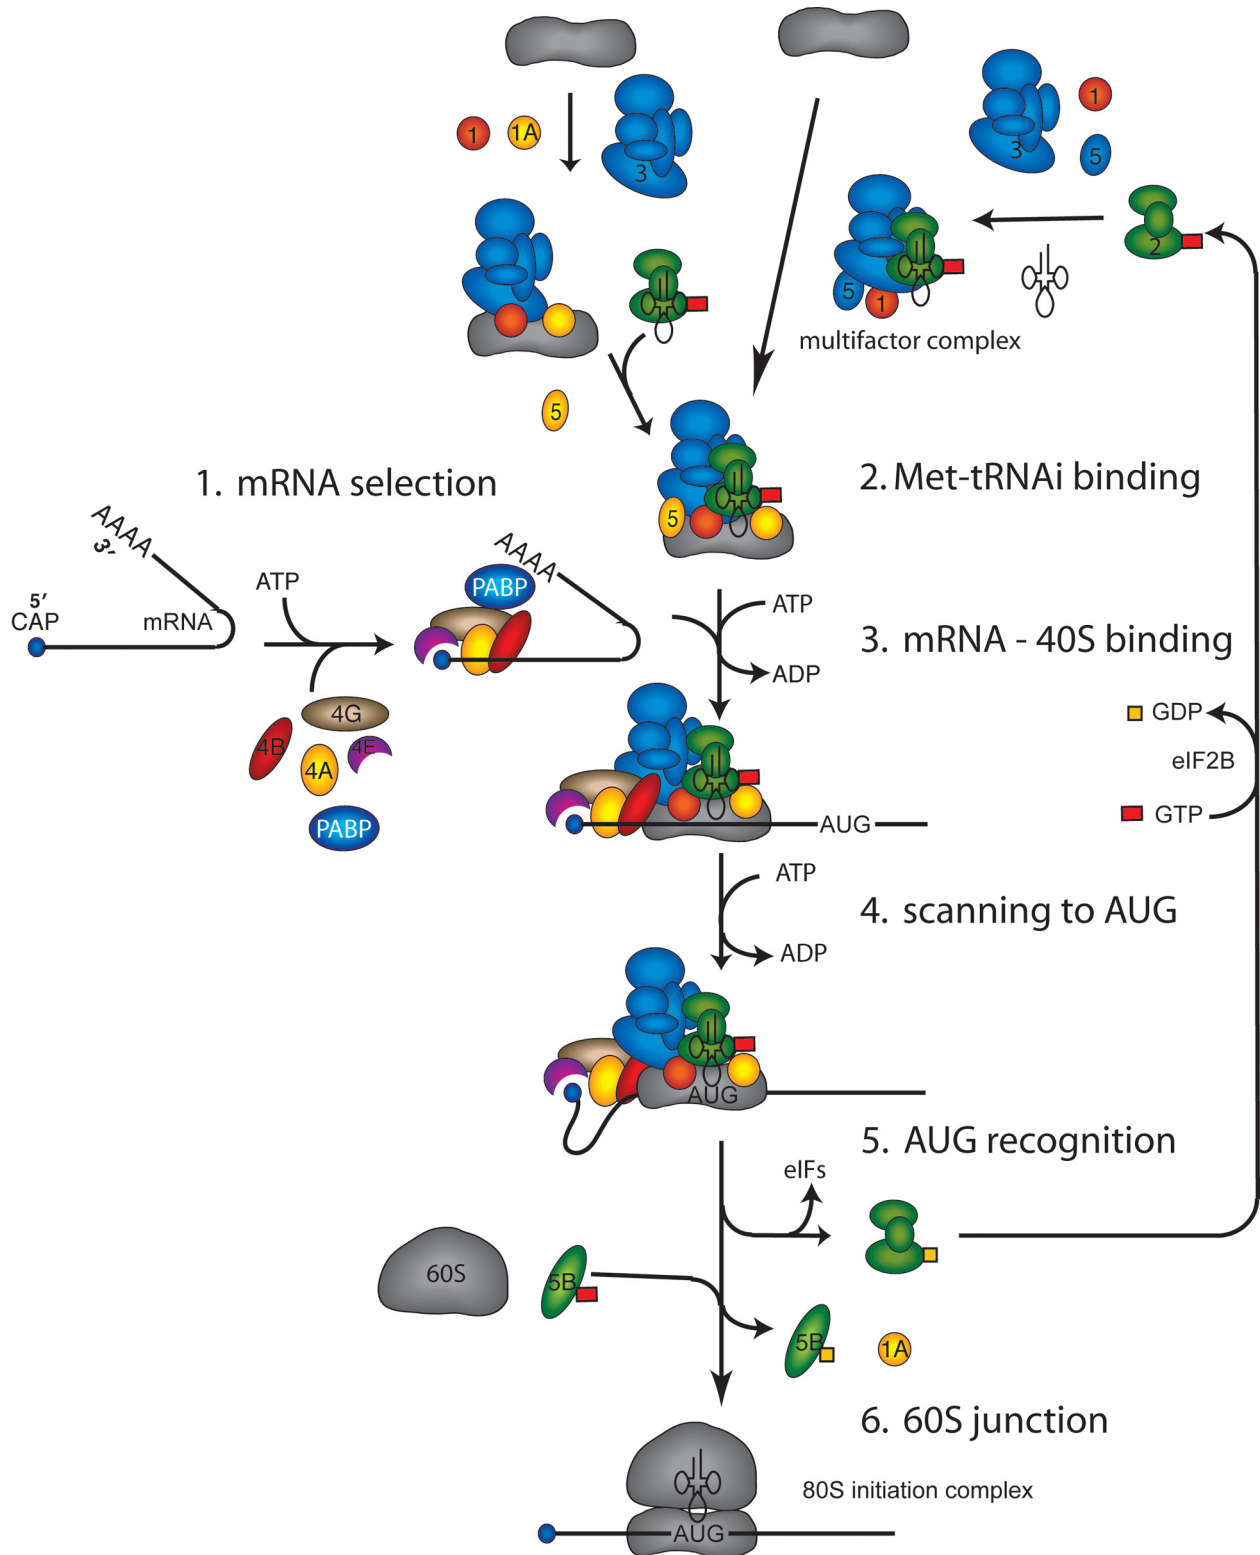 1
1A
3
3
1
5
2
5
1
multifactor complex
5
1. mRNA selection
2. Met-tRNAi binding
5
AAAA
3′
ATP
5′
CAP
mRNA
AAAA
PABP
ATP
ADP
3. mRNA - 40S binding
4G
4B
4A
4E
PABP
GDP
eIF2B
GTP
AUG
ATP
ADP
4. scanning to AUG
AUG
5. AUG recognition
eIFs
60S
5B
5B
1A
6. 60S junction
80S initiation complex
AUG